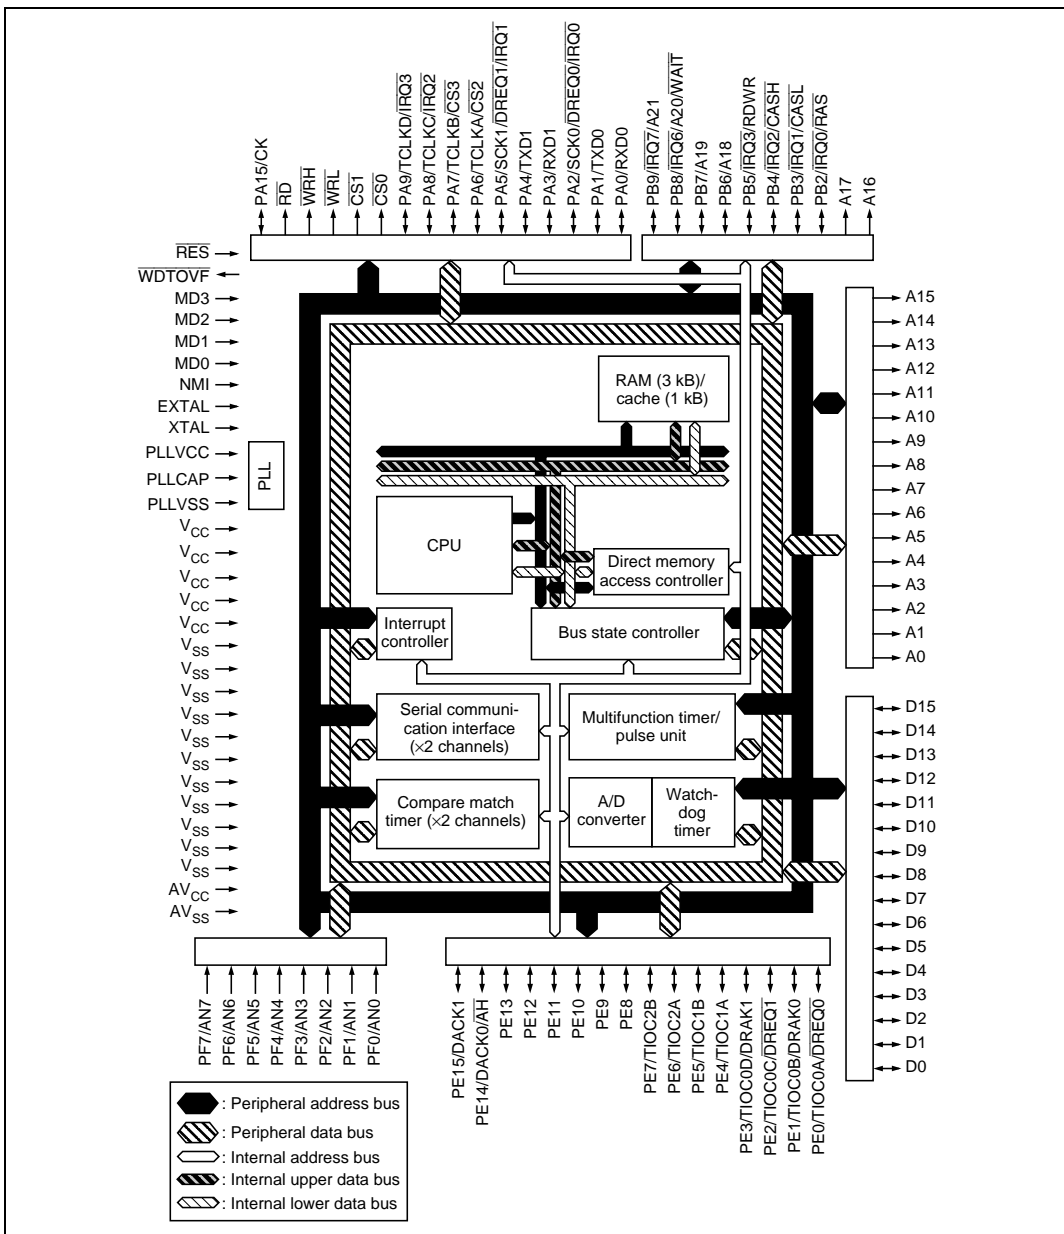 PA15/CK
RD
WRH
WRL
CS1
CS0
PA9/TCLKD/IRQ3
PA8/TCLKC/IRQ2
PA7/TCLKB/CS3
PA6/TCLKA/CS2
PA5/SCK1/DREQ1/IRQ1
PA4/TXD1
PA3/RXD1
PA2/SCK0/DREQ0/IRQ0
PA1/TXD0
PA0/RXD0
PB9/IRQ7/A21
PB8/IRQ6/A20/WAIT
PB7/A19
PB6/A18
PB5/IRQ3/RDWR
PB4/IRQ2/CASH
PB3/IRQ1/CASL
PB2/IRQ0/RAS
A17
A16
RES
WDTOVF
MD3
MD2
MD1
MD0
NMI
EXTAL
XTAL
PLLVCC
PLLCAP
PLLVSS
VCC
VCC
VCC
VCC
VCC
VSS
VSS
VSS
VSS
VSS
VSS
VSS
VSS
VSS
VSS
VSS
AVCC
AVSS
PLL
RAM (3 kB)/
cache (1 kB)
CPU
Direct memory
access controller
Interrupt
controller
Bus state controller
Serial communi-
cation interface
(×2 channels)
Multifunction timer/
pulse unit
Compare match
timer (×2 channels)
A/D
converter
Watch-
dog
timer
A15
A14
A13
A12
A11
A10
A9
A8
A7
A6
A5
A4
A3
A2
A1
A0
D15
D14
D13
D12
D11
D10
D9
D8
D7
D6
D5
D4
D3
D2
D1
D0
PF7/AN7
PF6/AN6
PF5/AN5
PF4/AN4
PF3/AN3
PF2/AN2
PF1/AN1
PF0/AN0
PE15/DACK1
PE14/DACK0/AH
PE13
PE12
PE11
PE10
PE9
PE8
PE7/TIOC2B
PE6/TIOC2A
PE5/TIOC1B
PE4/TIOC1A
PE3/TIOC0D/DRAK1
PE2/TIOC0C/DREQ1
PE1/TIOC0B/DRAK0
PE0/TIOC0A/DREQ0
: Peripheral address bus
: Peripheral data bus
: Internal address bus
: Internal upper data bus
: Internal lower data bus